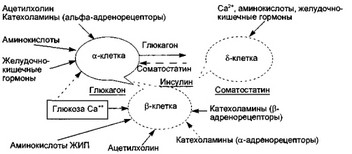 Ацетилхолин
Катехоламины (альфа-адренорецепторы)
Ca²⁺, аминокислоты, желудочно-
кишечные гормоны
Аминокислоты
Желудочно-
кишечные
гормоны
α-клетка
Глюкагон
Соматостатин
δ-клетка
Глюкагон
Инсулин
Соматостатин
Глюкоза Ca⁺⁺
β-клетка
Катехоламины (β-
адренорецепторы)
Аминокислоты ЖИП
Ацетилхолин
Катехоламины (α-адренорецепторы)